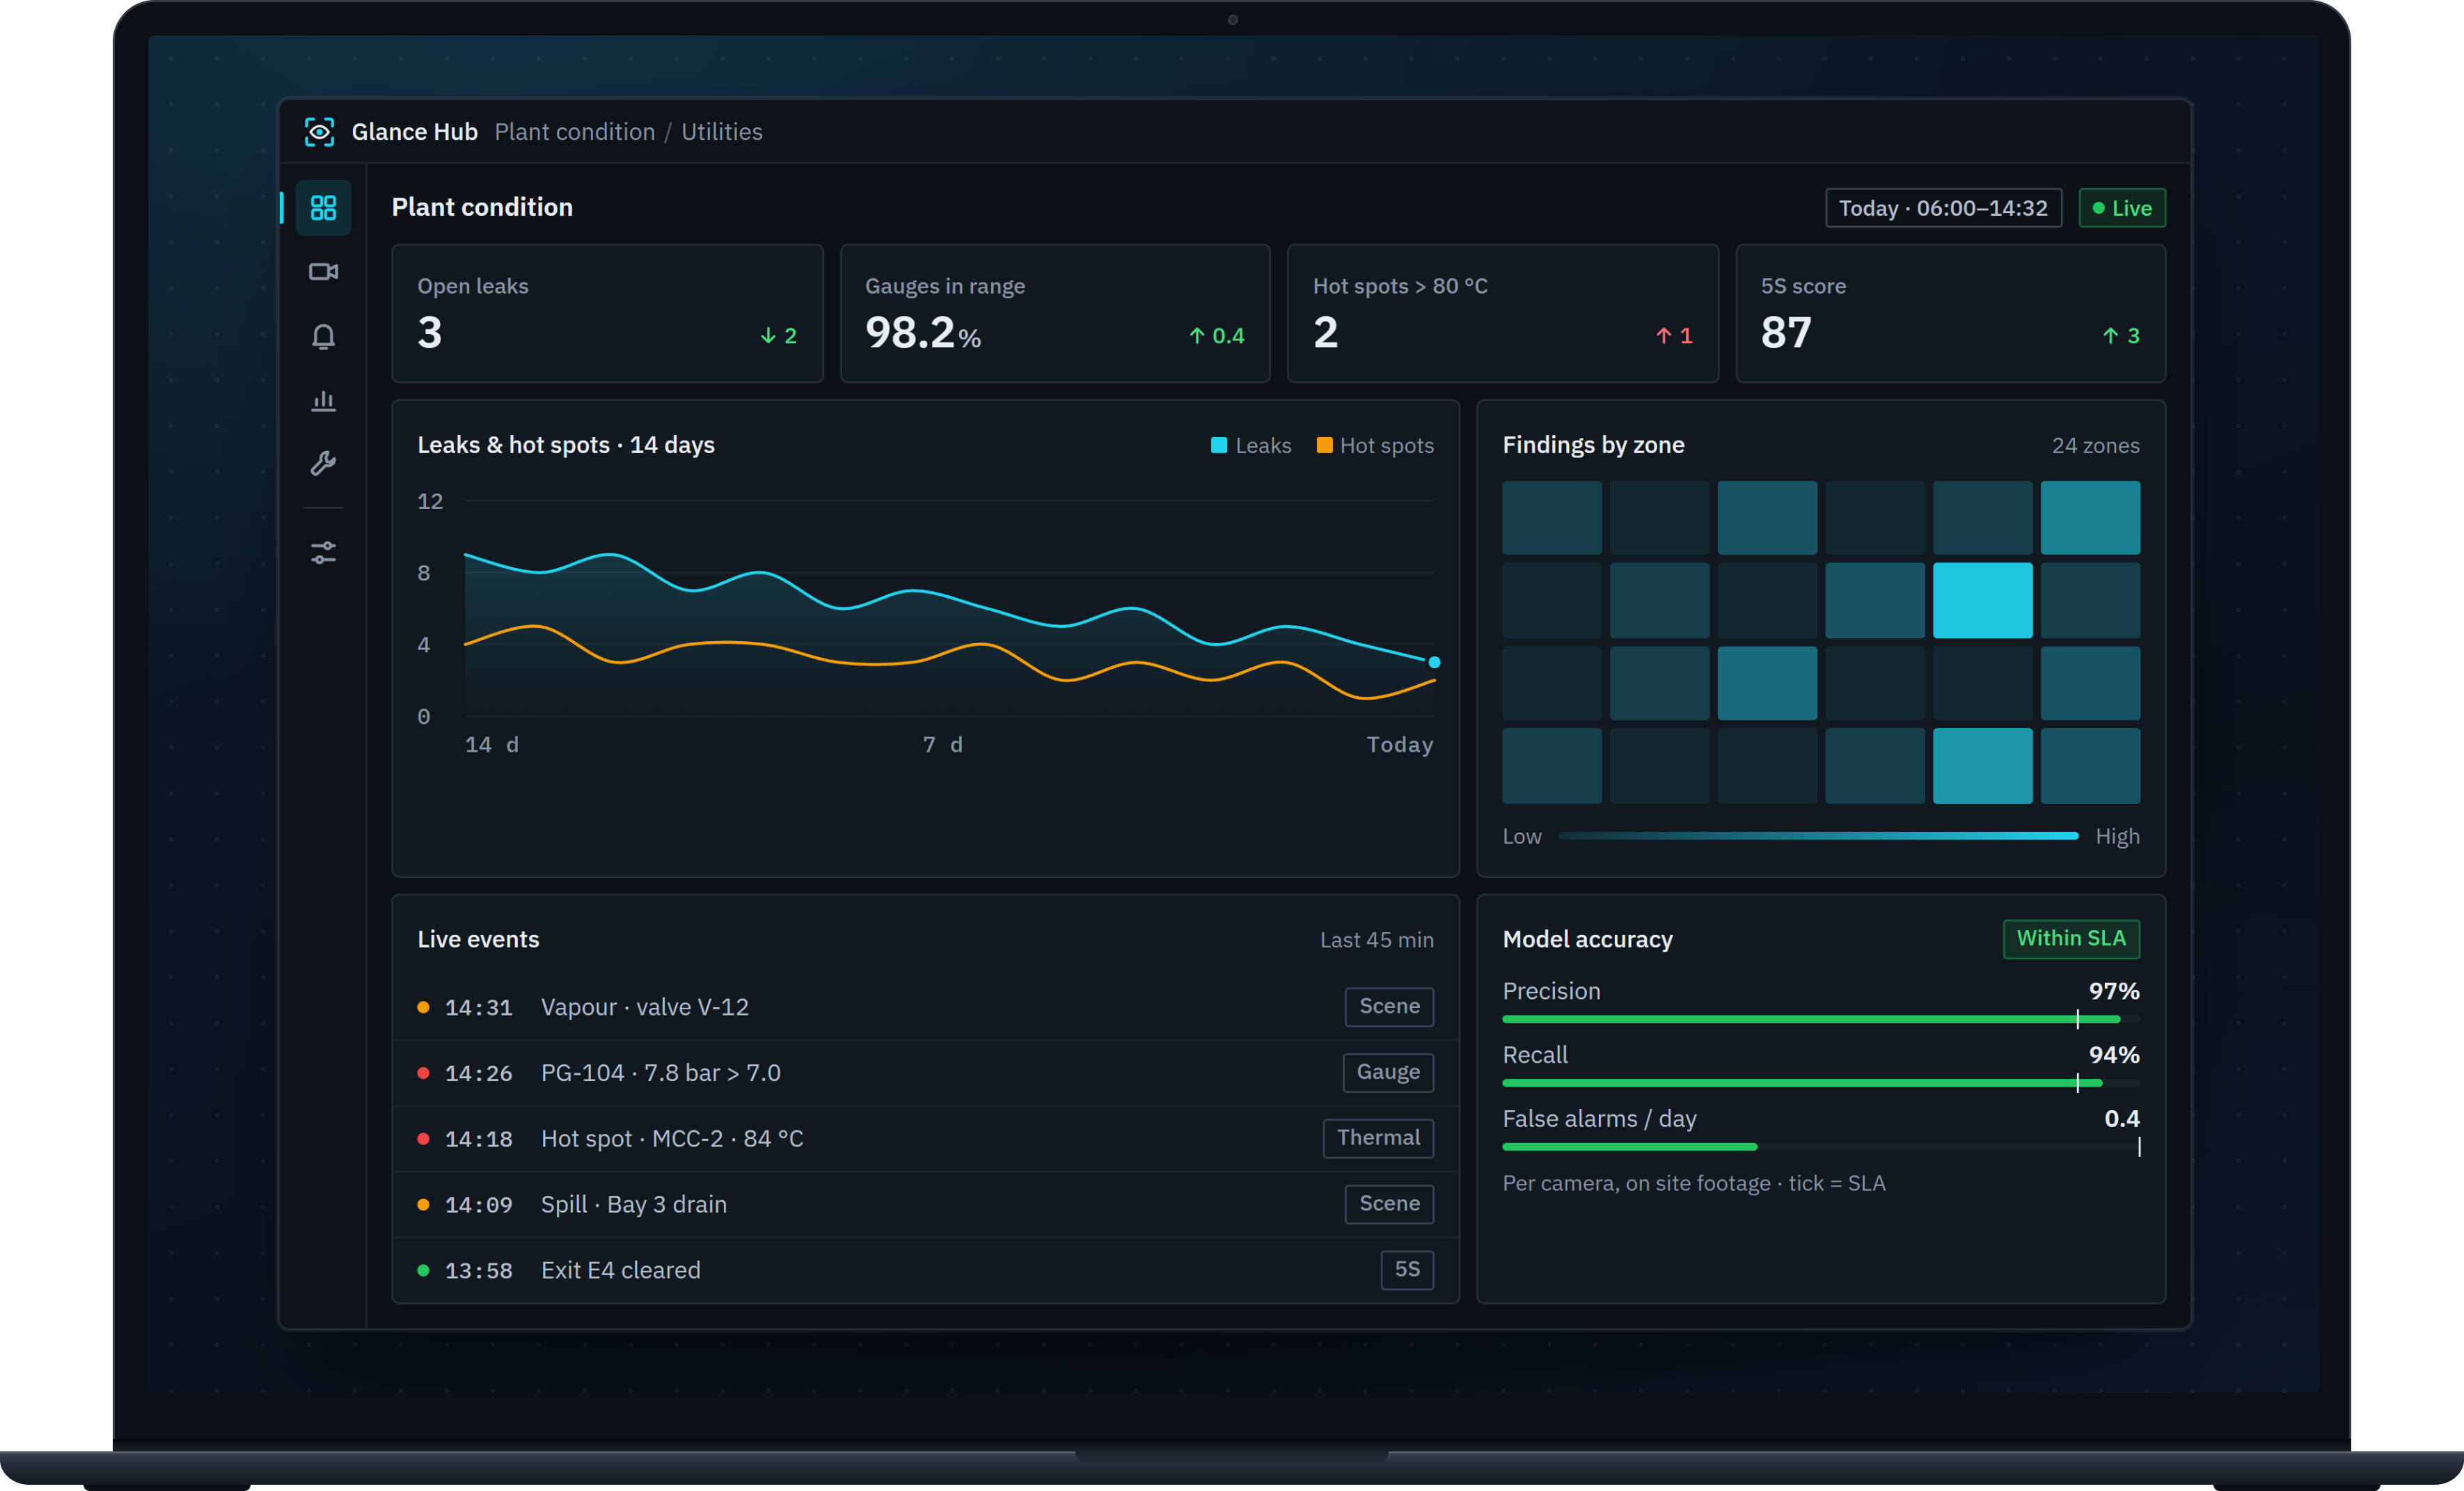 Glance Hub Plant condition / Utilities
Plant condition
Today · 06:00–14:32
Live
Open leaks
3
↓ 2
Gauges in range
98.2%
↑ 0.4
Hot spots > 80 °C
2
↑ 1
5S score
87
↑ 3
Leaks & hot spots · 14 days
Leaks
Hot spots
12
8
4
0
14 d
7 d
Today
Findings by zone
24 zones
Low
High
Live events
Last 45 min
14:31 Vapour · valve V-12 Scene
14:26 PG-104 · 7.8 bar > 7.0 Gauge
14:18 Hot spot · MCC-2 · 84 °C Thermal
14:09 Spill · Bay 3 drain Scene
13:58 Exit E4 cleared 5S
Model accuracy
Within SLA
Precision 97%
Recall 94%
False alarms / day 0.4
Per camera, on site footage · tick = SLA